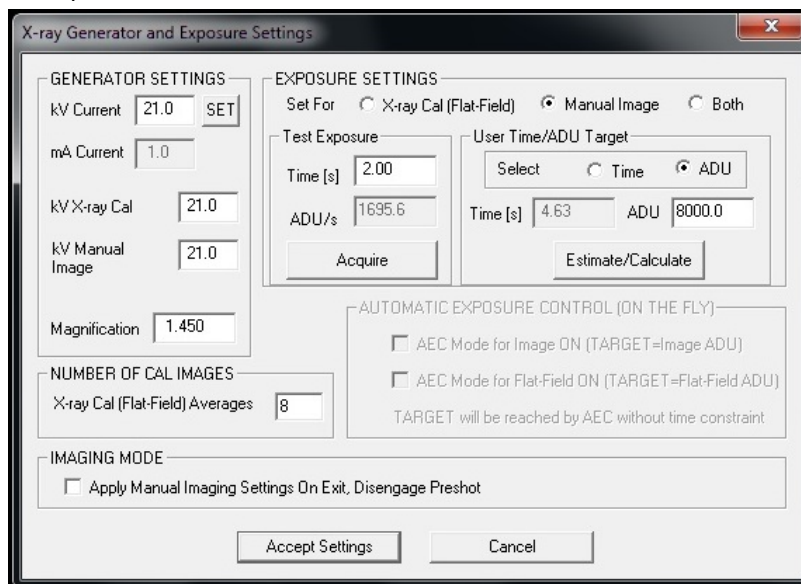 X-ray Generator and Exposure Settings
GENERATOR SETTINGS
kV Current 21.0 SET
mA Current 1.0
kV X-ray Cal 21.0
kV Manual Image 21.0
Magnification 1.450
EXPOSURE SETTINGS
Set For X-ray Cal (Flat-Field) Manual Image Both
Test Exposure
Time [s] 2.00
ADU/s 1695.6
Acquire
User Time/ADU Target
Select Time ADU
Time [s] 4.63 ADU 8000.0
Estimate/Calculate
AUTOMATIC EXPOSURE CONTROL (ON THE FLY)
AEC Mode for Image ON (TARGET=Image ADU)
AEC Mode for Flat-Field ON (TARGET=Flat-Field ADU)
TARGET will be reached by AEC without time constraint
NUMBER OF CAL IMAGES
X-ray Cal (Flat-Field) Averages 8
IMAGING MODE
Apply Manual Imaging Settings On Exit, Disengage Preshot
Accept Settings Cancel